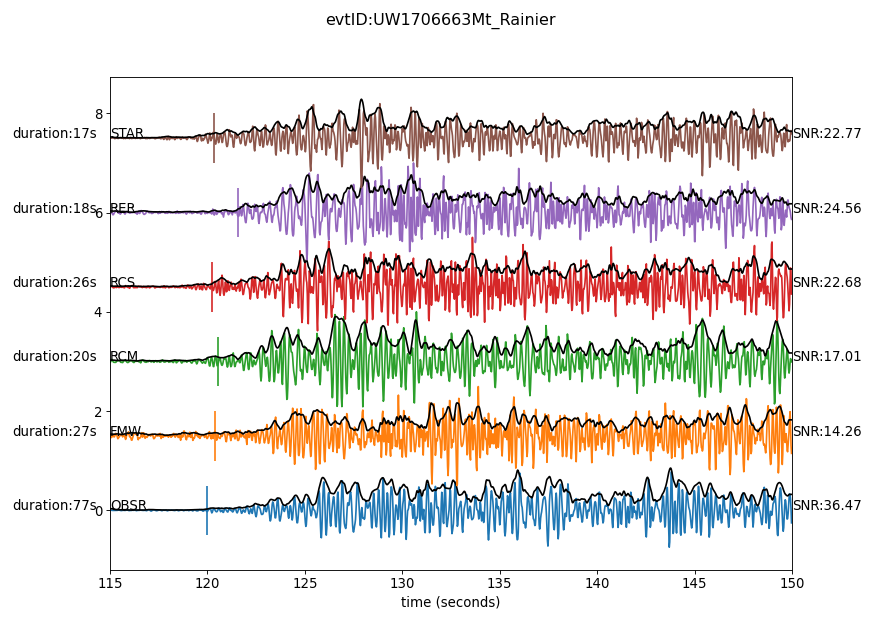 evtID:UW1706663Mt_Rainier
8
duration:17s STAR SNR:22.77
duration:18s RER SNR:24.56
6
duration:26s RCS SNR:22.68
4
duration:20s RCM SNR:17.01
2
duration:27s FMW SNR:14.26
duration:77s OBSR SNR:36.47
0
115 120 125 130 135 140 145 150
time (seconds)